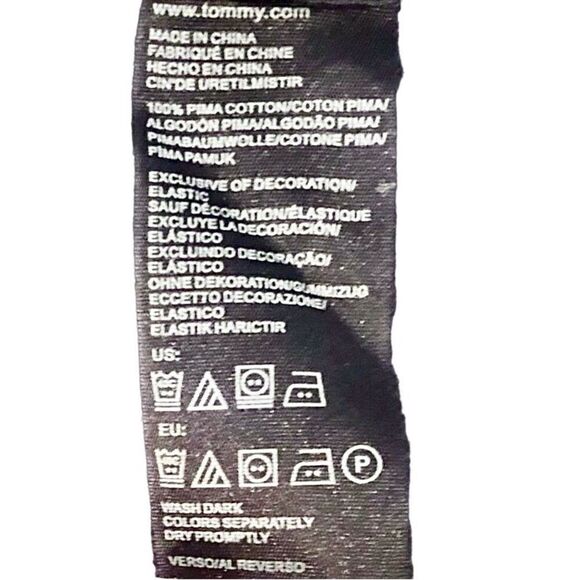 www.tommy.com
MADE IN CHINA
FABRIQUÉ EN CHINE
HECHO EN CHINA
CIN'DE URETILMISTIR
100% PIMA COTTON/COTON PIMA/
ALGODÓN PIMA/ALGODÃO PIMA/
PIMABAUMWOLLE/COTONE PIMA/
PİMA PAMUK
EXCLUSIVE OF DECORATION/
ELASTIC
SAUF DÉCORATION/ÉLASTIQUE
EXCLUYE LA DECORACIÓN/
ELÁSTICO
EXCLUINDO DECORAÇÃO/
ELÁSTICO
OHNE DEKORATION/GUMMIZUG
ECCETTO DECORAZIONE/
ELASTICO
ELASTIK HARICTIR
US:
EU:
P
WASH DARK
COLORS SEPARATELY
DRY PROMPTLY
VERSO/AL REVERSO